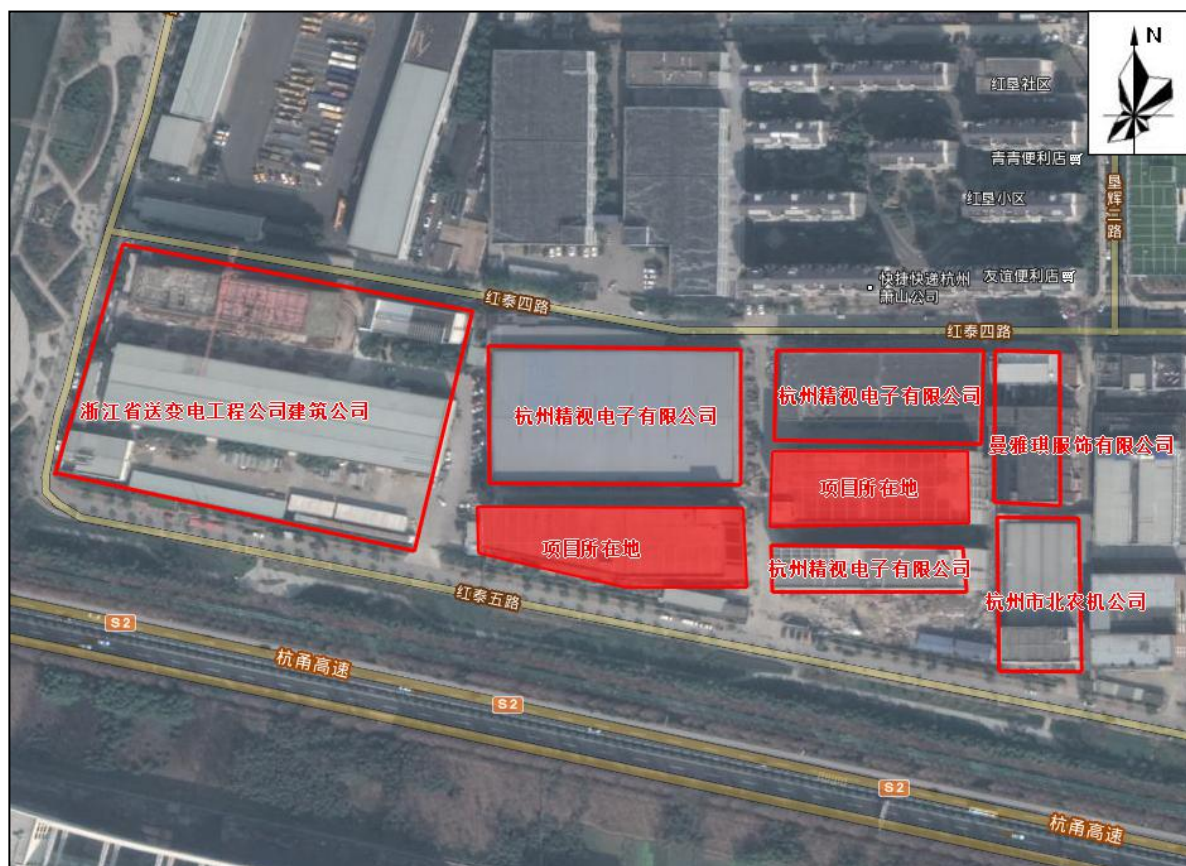 N
红垦社区
青青便利店
红垦小区
垦辉三路
快捷快递杭州
萧山公司
友谊便利店
红泰四路
红泰四路
浙江省送变电工程公司建筑公司
杭州精视电子有限公司
杭州精视电子有限公司
曼雅琪服饰有限公司
项目所在地
项目所在地
杭州精视电子有限公司
红泰五路
杭州市北农机公司
S2
杭甬高速
S2
S2
杭甬高速